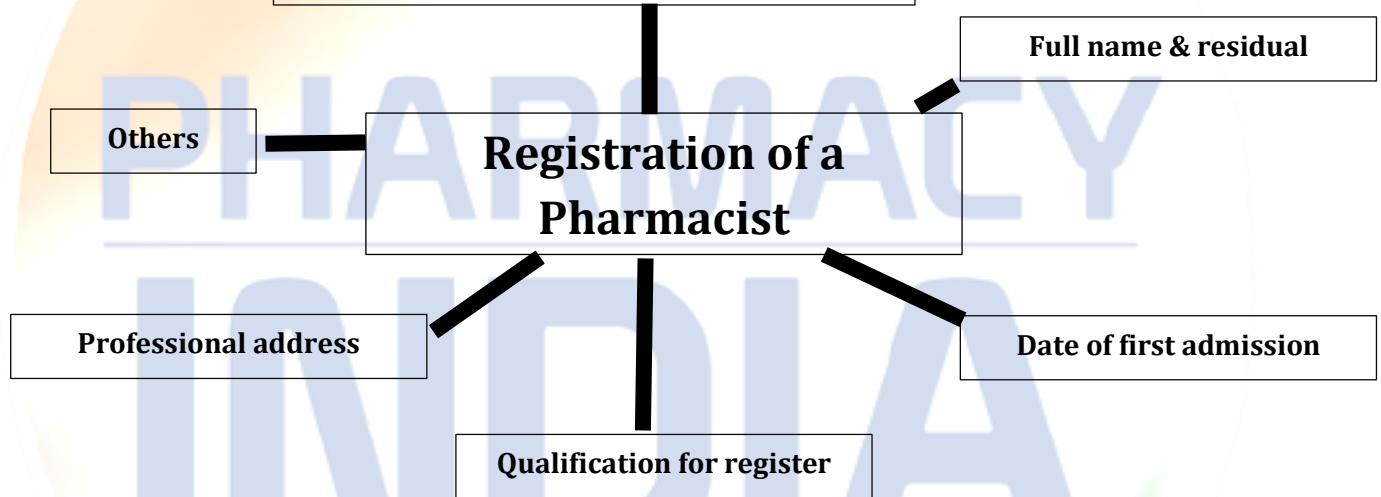 Full name & residual
Others
Registration of a
Pharmacist
Professional address
Date of first admission
Qualification for register
PHARMACY
INDIA